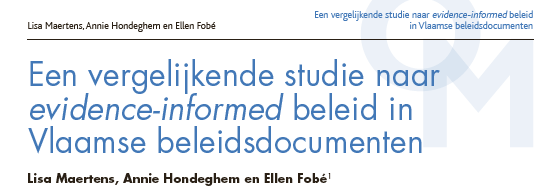 Lisa Maertens, Annie Hondeghem en Ellen Fobé
Een vergelijkende studie naar evidence-informed beleid
in Vlaamse beleidsdocumenten
Een vergelijkende studie naar
evidence-informed beleid in
Vlaamse beleidsdocumenten
Lisa Maertens, Annie Hondeghem en Ellen Fobé¹